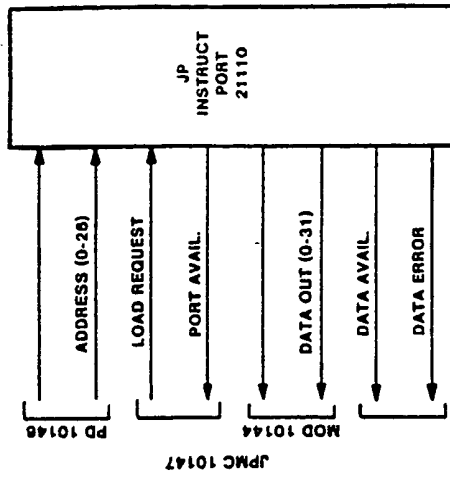 JP
INSTRUCT
PORT
21110
ADDRESS (0-26)
LOAD REQUEST
PORT AVAIL.
DATA OUT (0-31)
DATA AVAIL.
DATA ERROR
PD 10146
MOD 10144
JPMC 10147